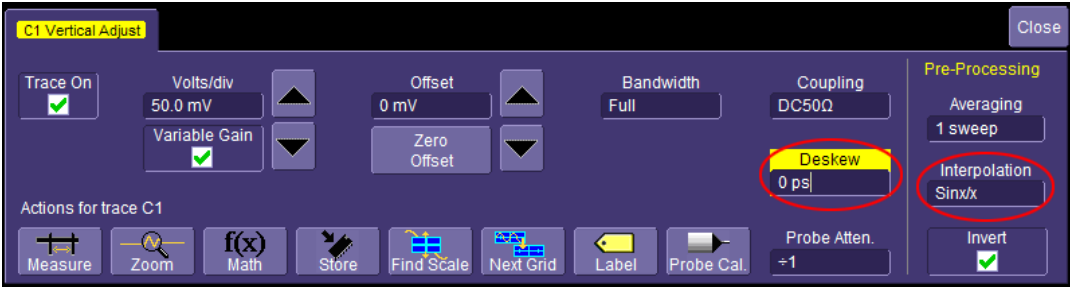 C1 Vertical Adjust
Close
Trace On
Volts/div
50.0 mV
Variable Gain
Offset
0 mV
Zero
Offset
Bandwidth
Full
Coupling
DC50Ω
Deskew
0 ps
Probe Atten.
÷1
Pre-Processing
Averaging
1 sweep
Interpolation
Sinx/x
Invert
Actions for trace C1
Measure
Zoom
f(x)
Math
Store
Find Scale
Next Grid
Label
Probe Cal.